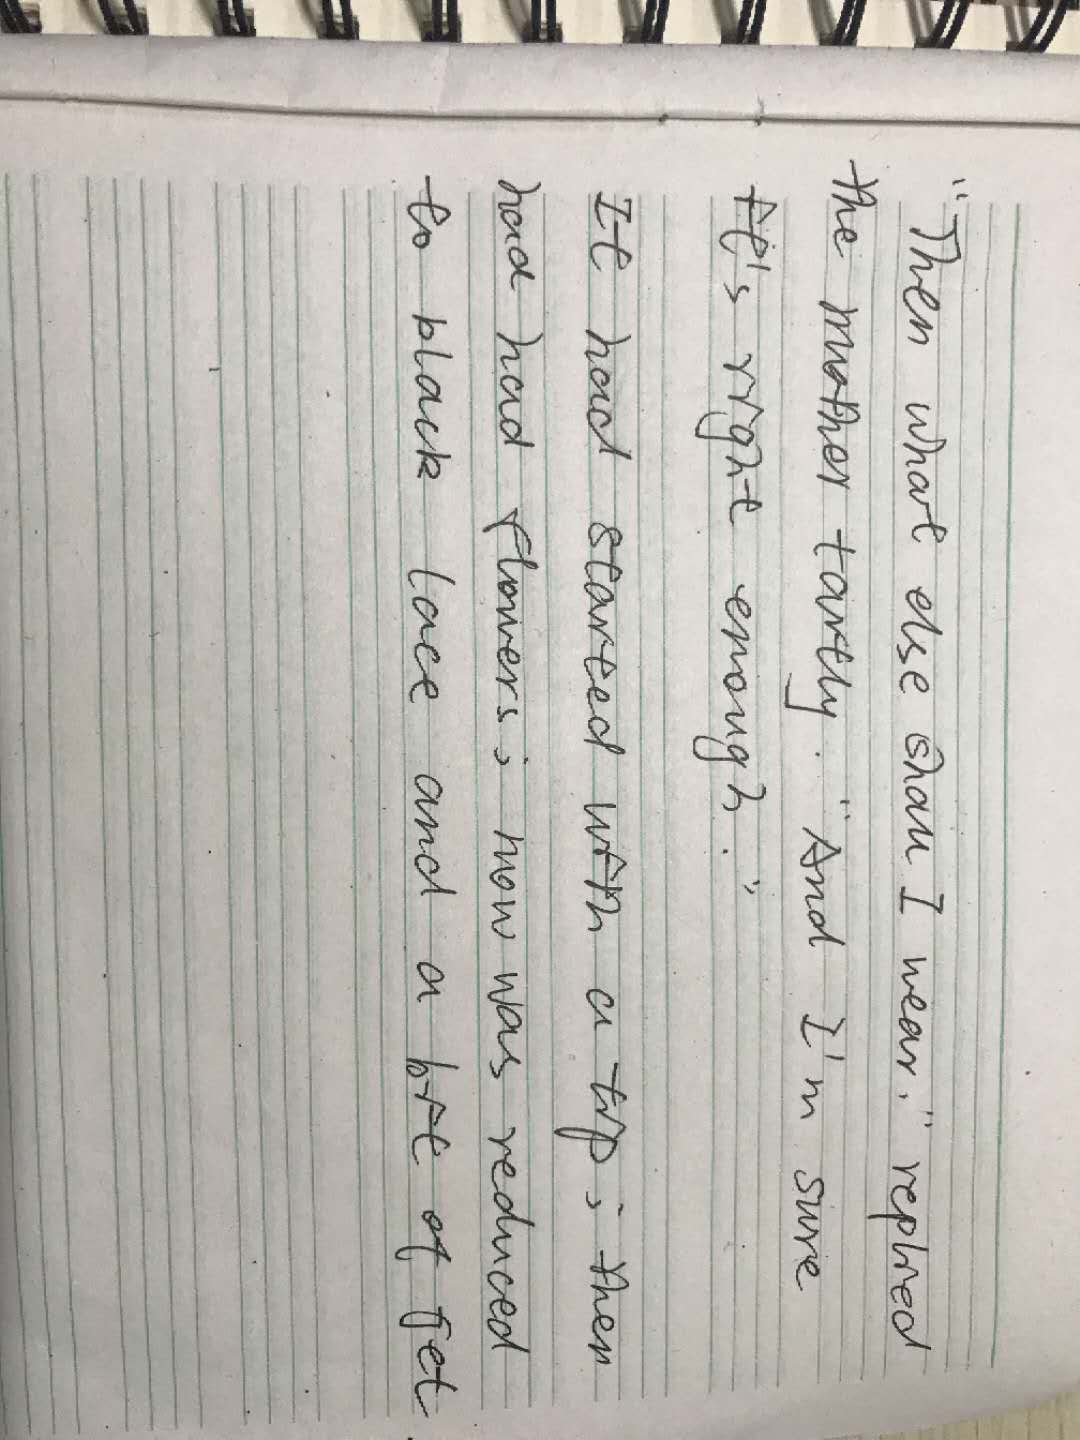 "Then what else shall I wear." replied
the mother tartly. "And I'm sure
it's right enough."
It had started with a tip; then
had had flowers; now was reduced
to black lace and a bit of jet.